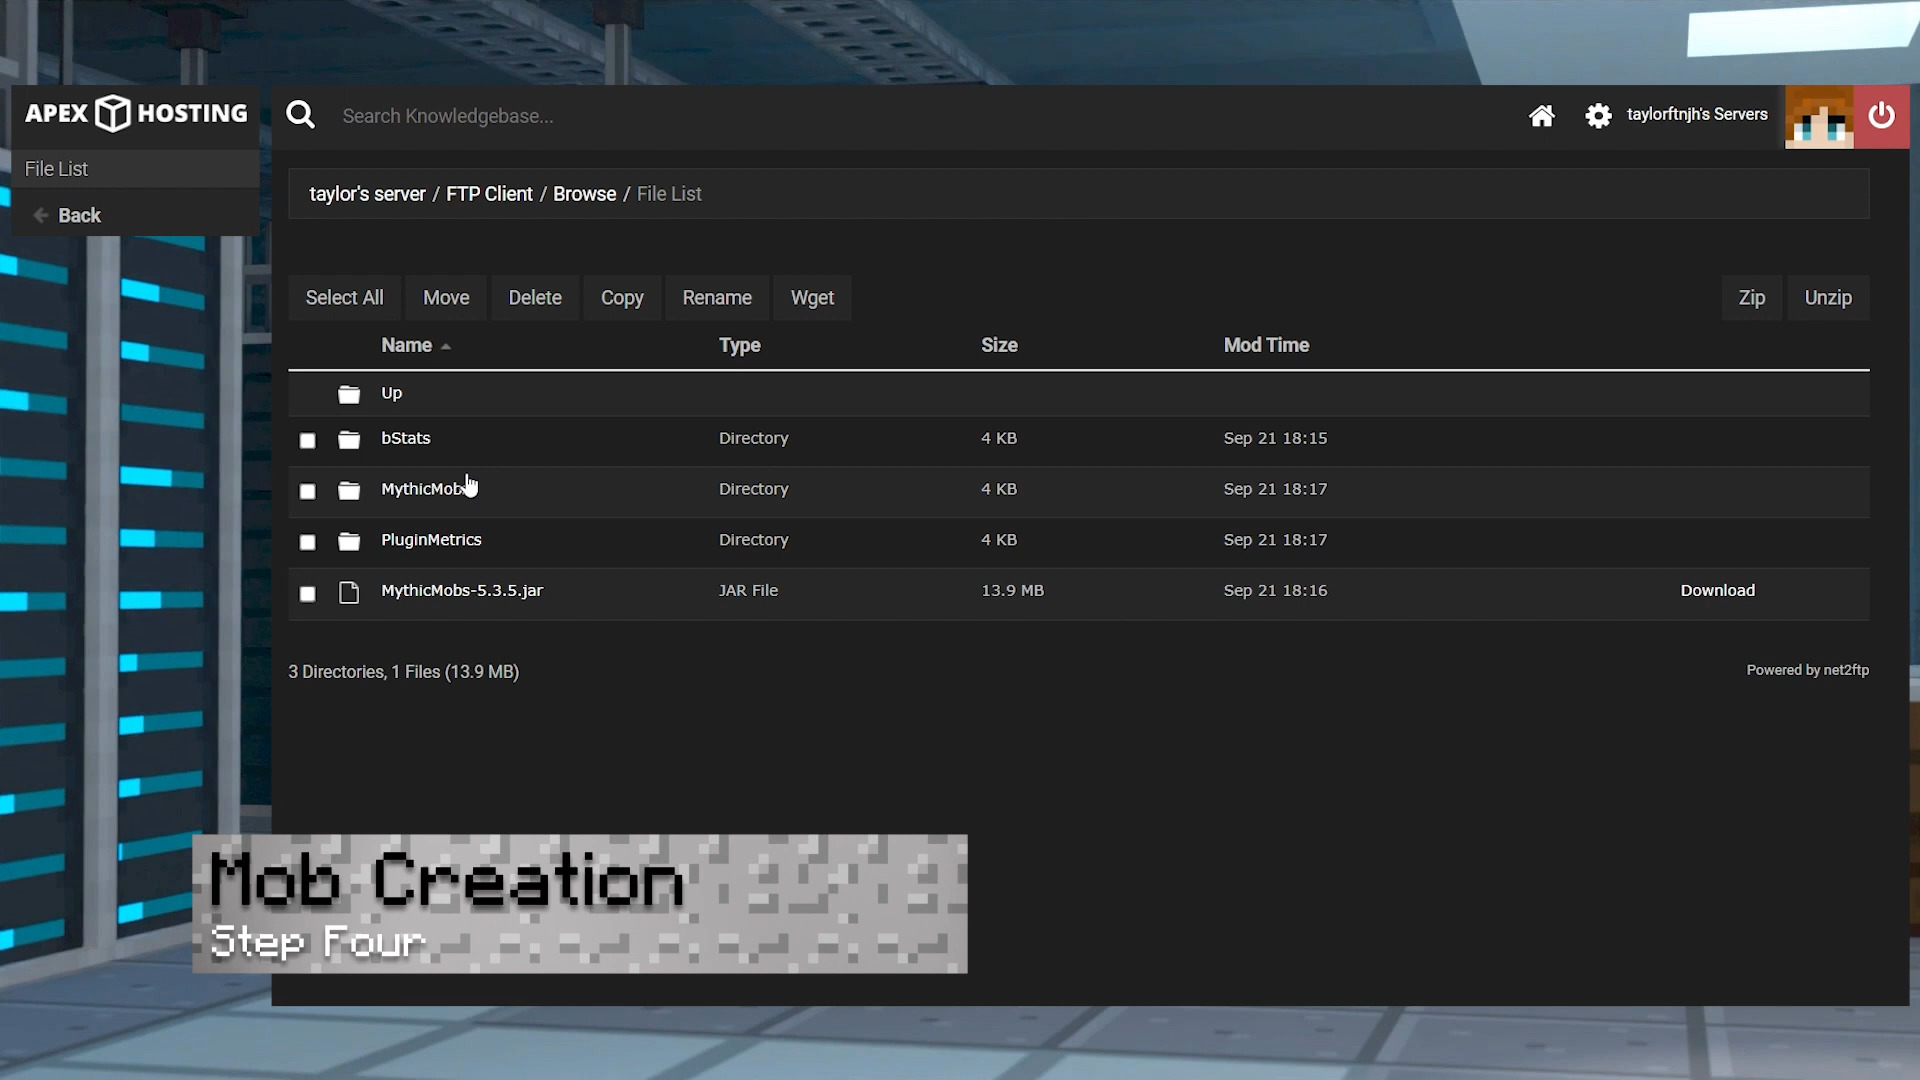 APEX HOSTING
Search Knowledgebase...
taylorftnjh's Servers
File List
Back
taylor's server / FTP Client / Browse / File List
Select All Move Delete Copy Rename Wget Zip Unzip
Name Type Size Mod Time
Up
bStats Directory 4 KB Sep 21 18:15
MythicMobs Directory 4 KB Sep 21 18:17
PluginMetrics Directory 4 KB Sep 21 18:17
MythicMobs-5.3.5.jar JAR File 13.9 MB Sep 21 18:16 Download
3 Directories, 1 Files (13.9 MB) Powered by net2ftp
Mob Creation
Step Four